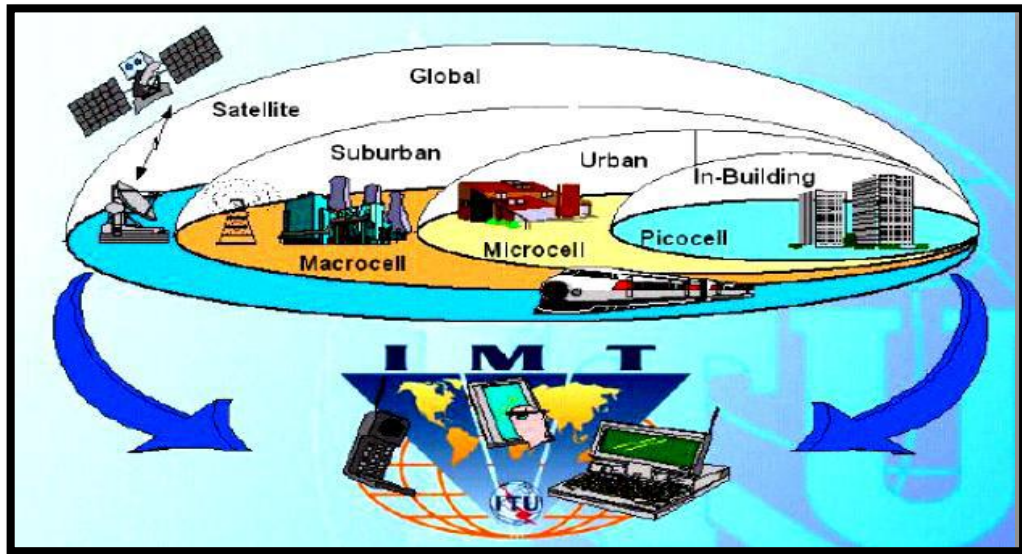 Global
Satellite
Suburban
Urban
In-Building
Picocell
Microcell
Macrocell
IMT
ITU